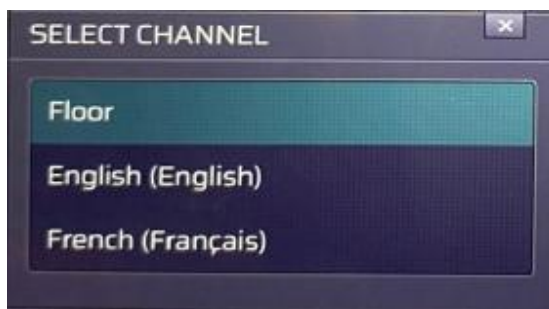 SELECT CHANNEL
Floor
English (English)
French (Français)